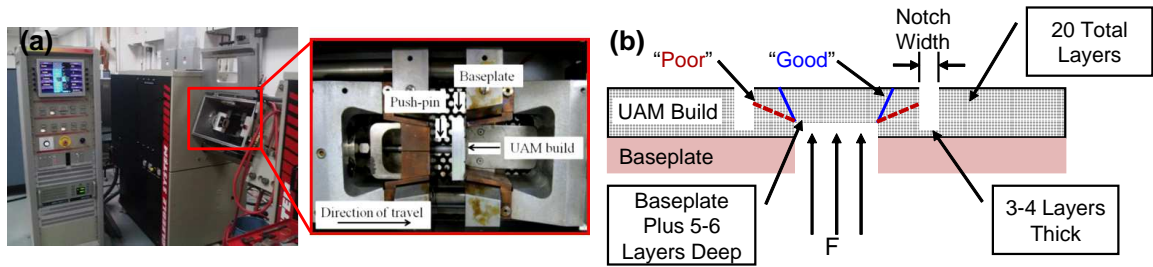 (a)
Baseplate
Push-pin
UAM build
Direction of travel
(b)
"Poor"
"Good"
Notch
Width
20 Total
Layers
UAM Build
Baseplate
Baseplate
Plus 5-6
Layers Deep
F
3-4 Layers
Thick